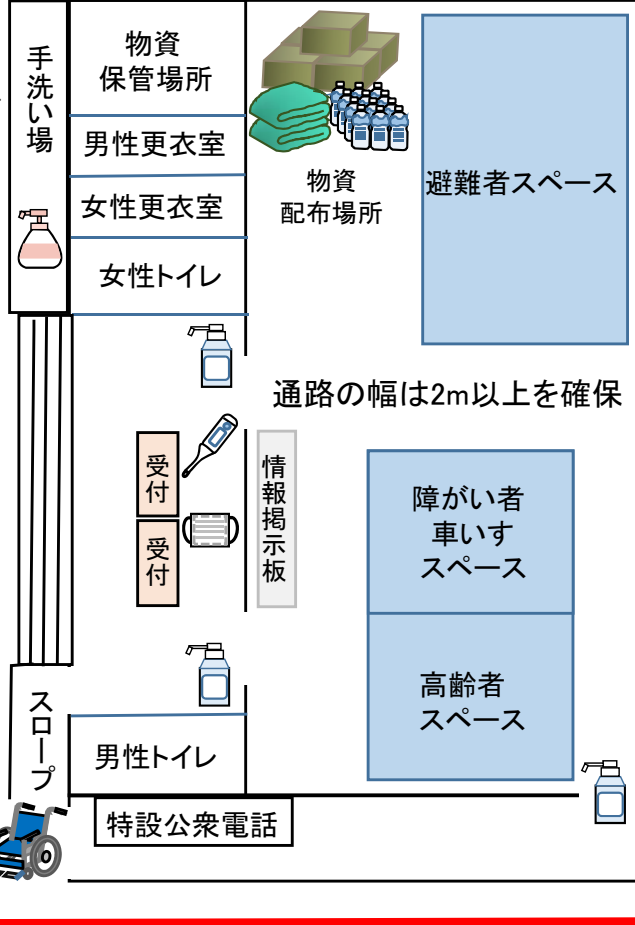 手洗い場
物資
保管場所
男性更衣室
女性更衣室
女性トイレ
物資
配布場所
避難者スペース
通路の幅は2m以上を確保
受付
受付
情報掲示板
障がい者
車いす
スペース
高齢者
スペース
スロープ
男性トイレ
特設公衆電話